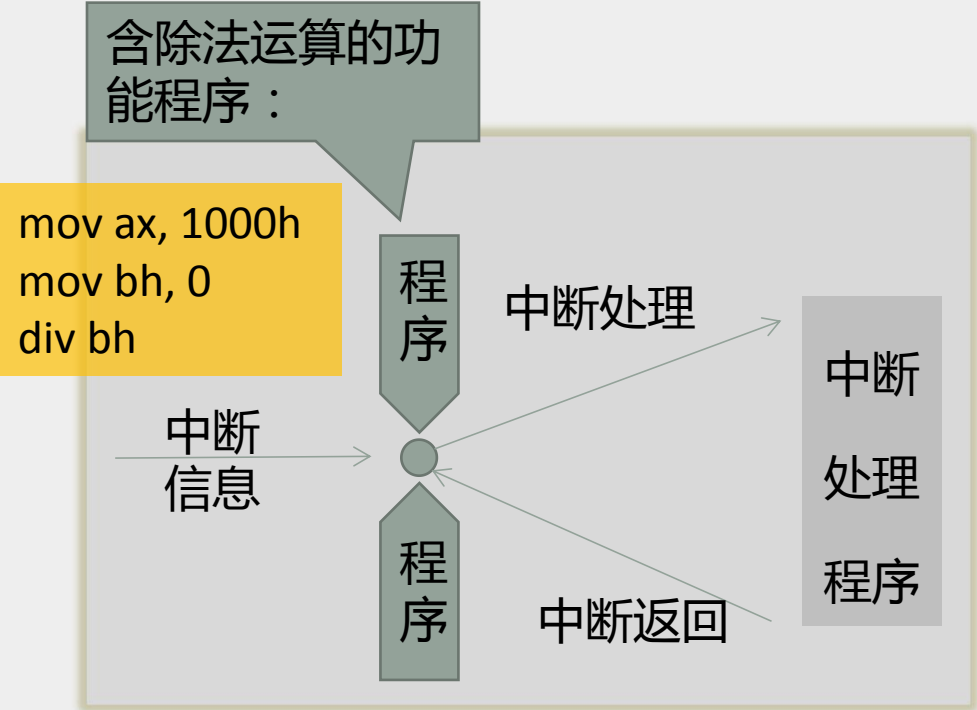 含除法运算的功
能程序：
mov ax, 1000h
mov bh, 0
div bh
程
序
中断处理
中断
信息
中断
处理
程序
程
序
中断返回